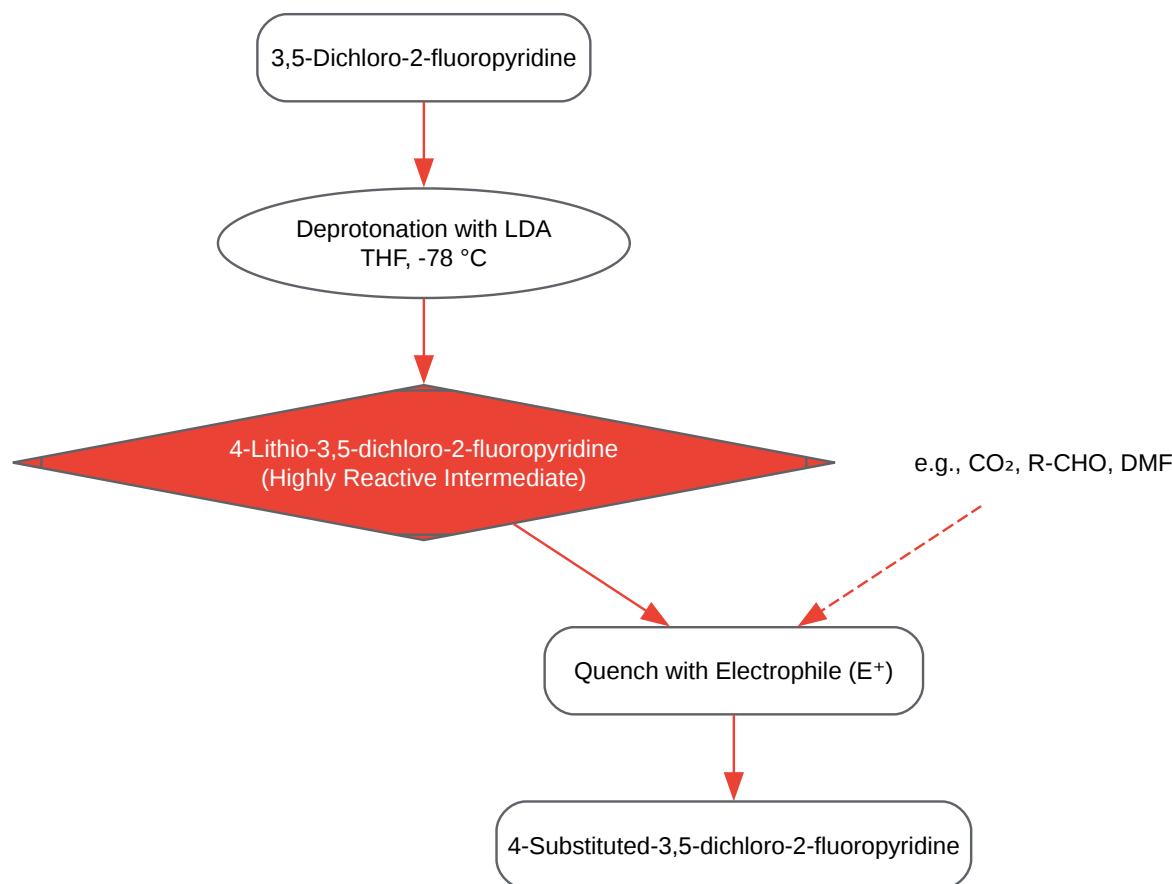 3,5-Dichloro-2-fluoropyridine
Deprotonation with LDA
THF, -78 °C
4-Lithio-3,5-dichloro-2-fluoropyridine
(Highly Reactive Intermediate)
e.g., CO₂, R-CHO, DMF
Quench with Electrophile (E⁺)
4-Substituted-3,5-dichloro-2-fluoropyridine